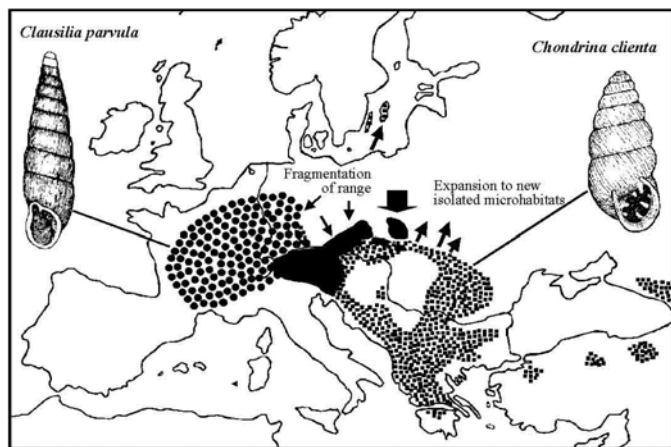 Clausilia parvula
Chondrina clienta
Fragmentation
of range
Expansion to new
isolated microhabitats